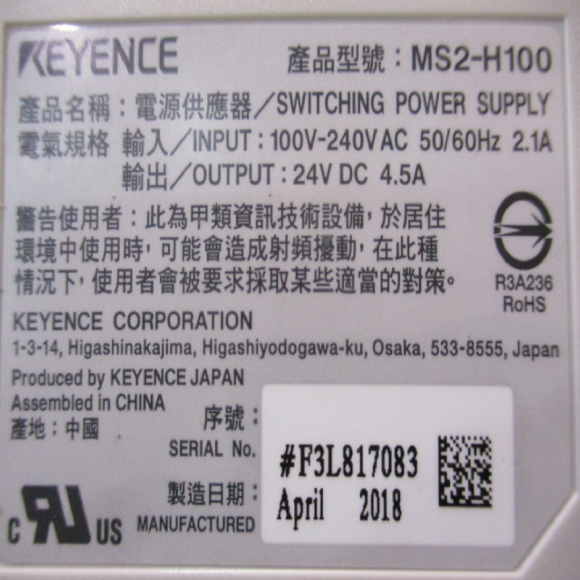 KEYENCE 產品型號：MS2-H100
產品名稱：電源供應器／SWITCHING POWER SUPPLY
電氣規格 輸入／INPUT：100V-240V AC 50/60Hz 2.1A
輸出／OUTPUT：24V DC 4.5A
警告使用者：此為甲類資訊技術設備，於居住
環境中使用時，可能會造成射頻擾動，在此種
情況下，使用者會被要求採取某些適當的對策。
R3A236
RoHS
KEYENCE CORPORATION
1-3-14, Higashinakajima, Higashiyodogawa-ku, Osaka, 533-8555, Japan
Produced by KEYENCE JAPAN
Assembled in CHINA
產地：中國
序號：
SERIAL No.
#F3L817083
製造日期：
MANUFACTURED
April 2018
c RU US